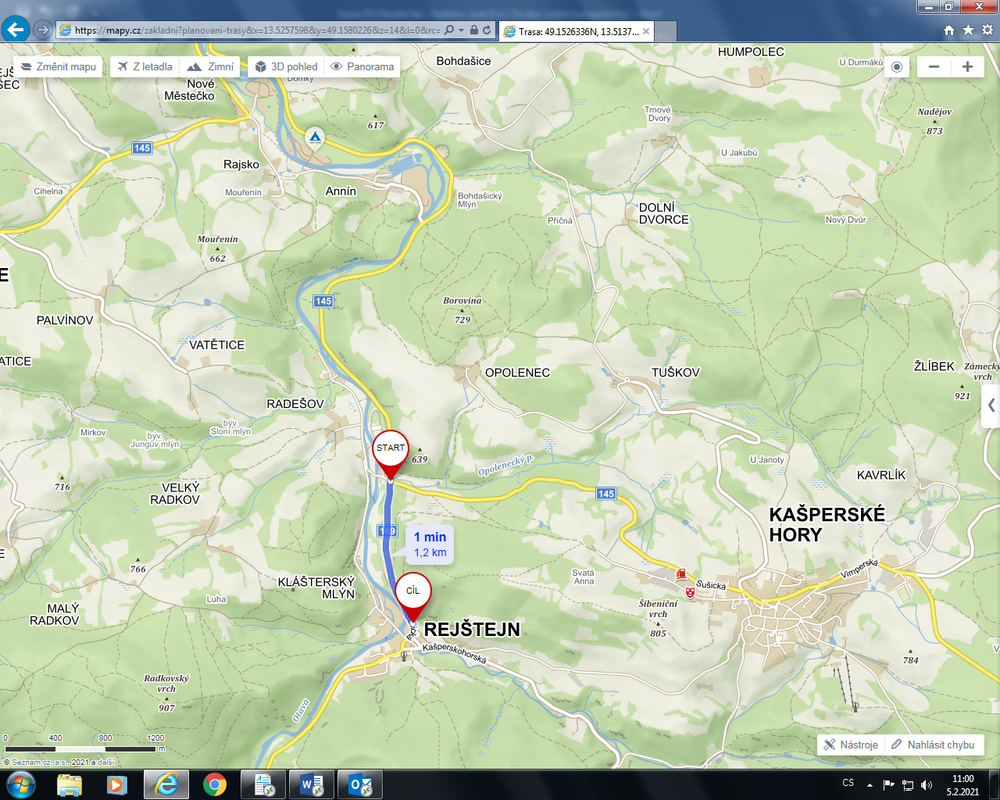 https://mapy.cz/zakladni?planovani-trasy&x=13.5257598&y=49.1580226&z=14&l=0&rc=
Trasa: 49.1526336N, 13.5137...
Změnit mapu
Z letadla
Zimní
3D pohled
Panorama
Bohdašice
HUMPOLEC
U Durmáků
Domky
Nové
Městečko
617
Trnové
Dvory
Nadějov
873
145
U Jakubů
Rajsko
Annín
Cihelna
Mouřenín
Bohdašický
Mlýn
DOLNÍ
DVORCE
Příčná
Nový Dvůr
Mouřenín
662
E
145
Borovina
729
PALVÍNOV
VATĚTICE
ATICE
OPOLENEC
TUŠKOV
ŽLÍBEK
Zámecký
vrch
921
RADEŠOV
Mirkov
býv.
Sloní mlýn
býv.
Jungův mlýn
START
639
Opolenecký p.
U Janoty
KAVRLÍK
716
VELKÝ
RADKOV
145
KAŠPERSKÉ
HORY
169
1 min
1,2 km
E
766
KLÁŠTERSKÝ
MLÝN
Luha
Svatá
Anna
Sušická
Vimperská
CÍL
MALÝ
RADKOV
Šibeniční
vrch
805
REJŠTEJN
Kašperskohorská
784
Radkovský
vrch
907
Otava
0 400 800 1200
m
© Seznam.cz, a.s., 2021 a další
Nástroje
Nahlásit chybu
CS
11:00
5.2.2021